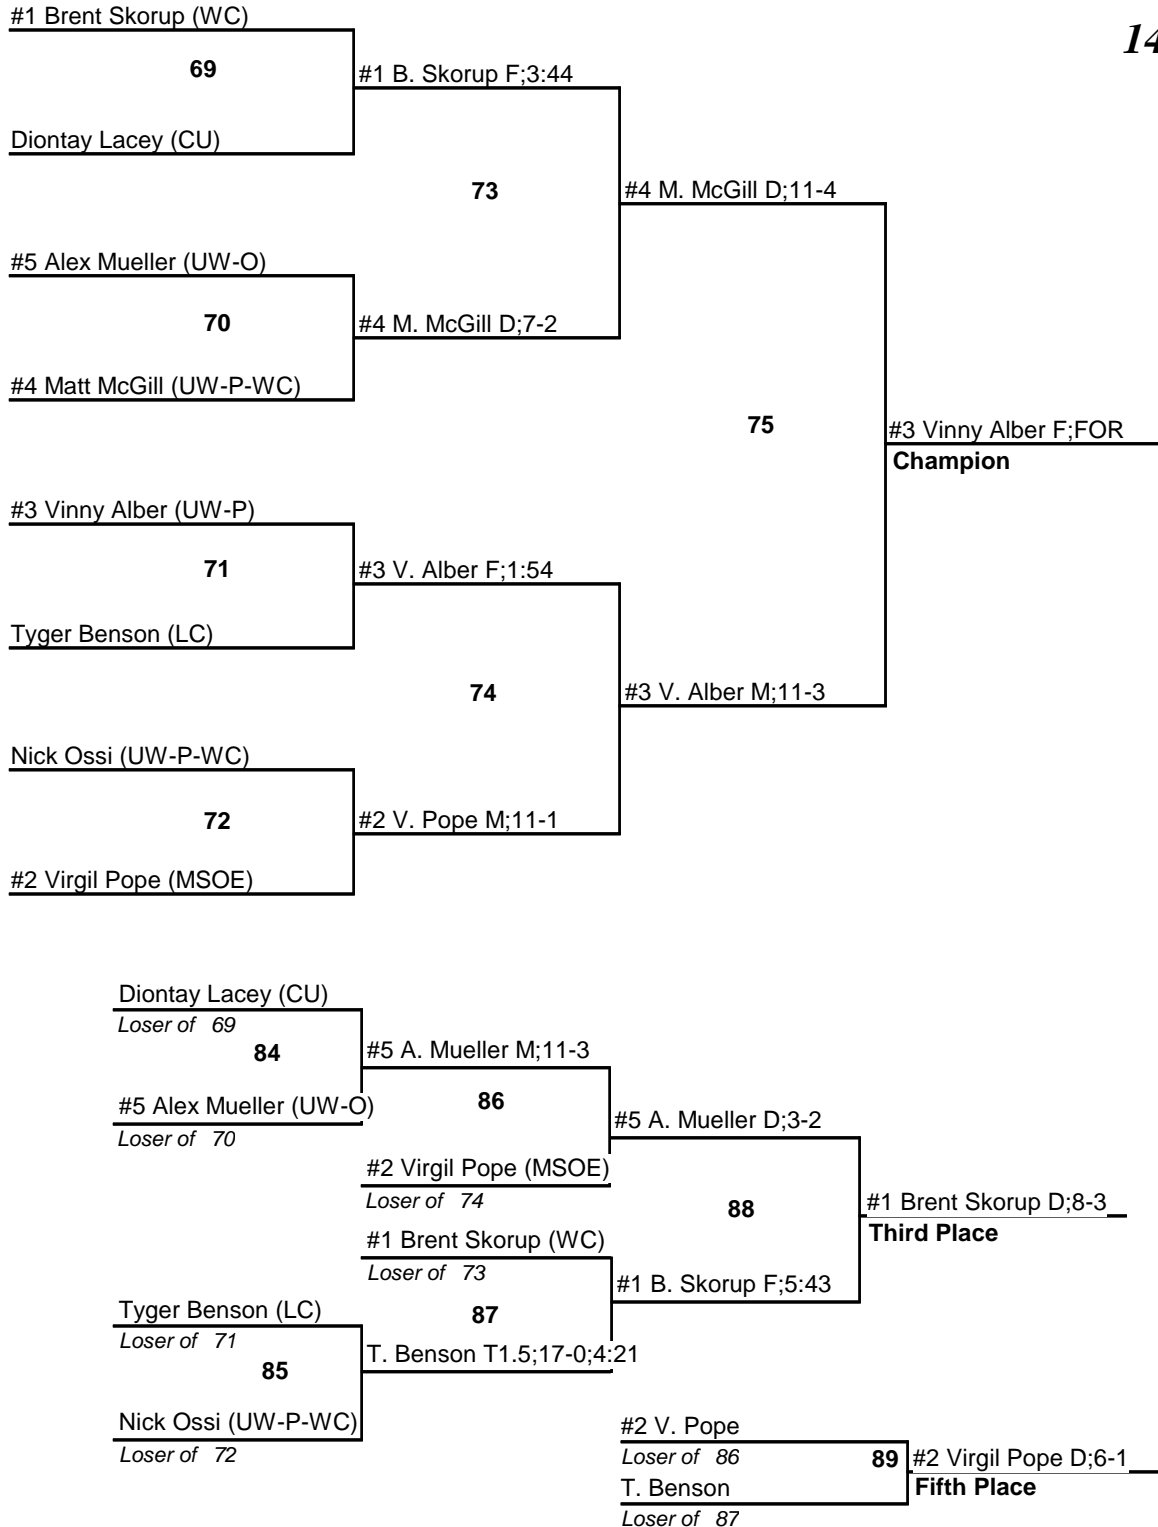 #1 Brent Skorup (WC)
14
69
#1 B. Skorup F;3:44
Diontay Lacey (CU)
73
#4 M. McGill D;11-4
#5 Alex Mueller (UW-O)
70
#4 M. McGill D;7-2
#4 Matt McGill (UW-P-WC)
75
#3 Vinny Alber F;FOR
Champion
#3 Vinny Alber (UW-P)
71
#3 V. Alber F;1:54
Tyger Benson (LC)
74
#3 V. Alber M;11-3
Nick Ossi (UW-P-WC)
72
#2 V. Pope M;11-1
#2 Virgil Pope (MSOE)
Diontay Lacey (CU)
Loser of 69
84
#5 A. Mueller M;11-3
#5 Alex Mueller (UW-O)
Loser of 70
86
#5 A. Mueller D;3-2
#2 Virgil Pope (MSOE)
Loser of 74
88
#1 Brent Skorup D;8-3
Third Place
#1 Brent Skorup (WC)
Loser of 73
#1 B. Skorup F;5:43
87
Tyger Benson (LC)
Loser of 71
85
T. Benson T1.5;17-0;4:21
Nick Ossi (UW-P-WC)
Loser of 72
#2 V. Pope
Loser of 86
89
#2 Virgil Pope D;6-1
Fifth Place
T. Benson
Loser of 87